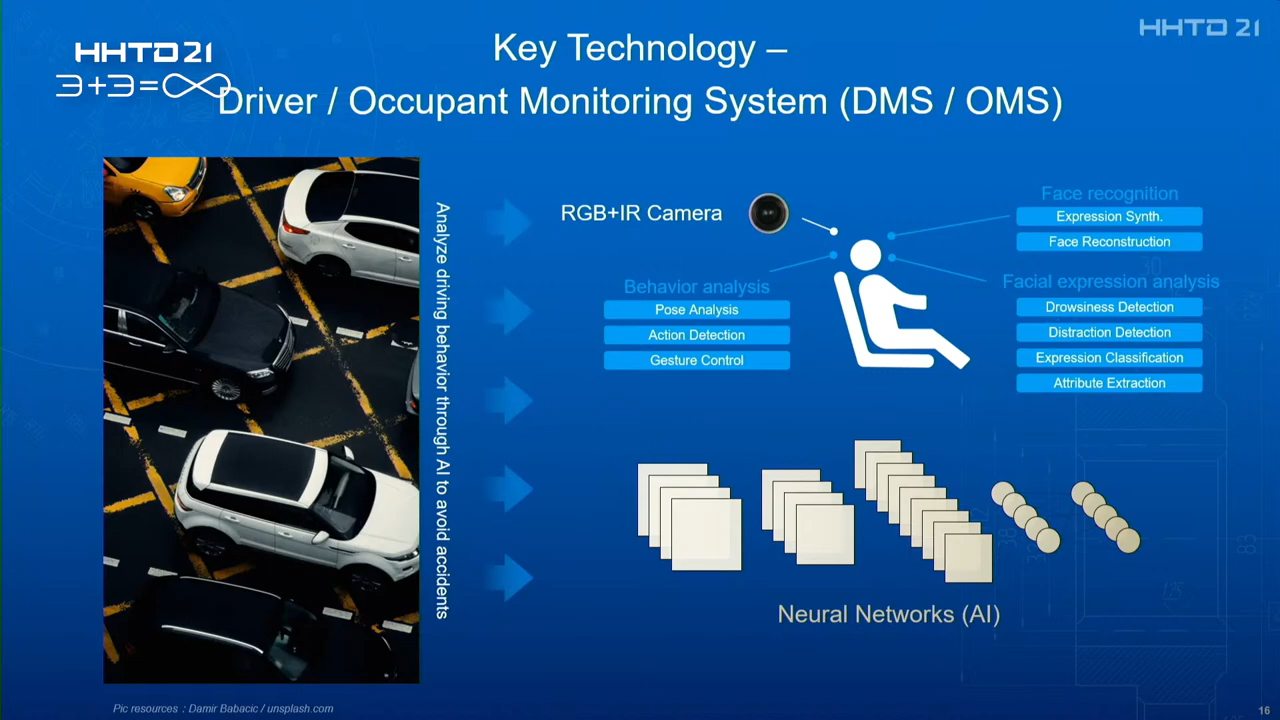 HHTD 21
HHTD 21
3+3=∞
Key Technology –
Driver / Occupant Monitoring System (DMS / OMS)
Analyze driving behavior through AI to avoid accidents
RGB+IR Camera
Behavior analysis
Pose Analysis
Action Detection
Gesture Control
Face recognition
Expression Synth.
Face Reconstruction
Facial expression analysis
Drowsiness Detection
Distraction Detection
Expression Classification
Attribute Extraction
Neural Networks (AI)
Pic resources : Damir Babacic / unsplash.com
16